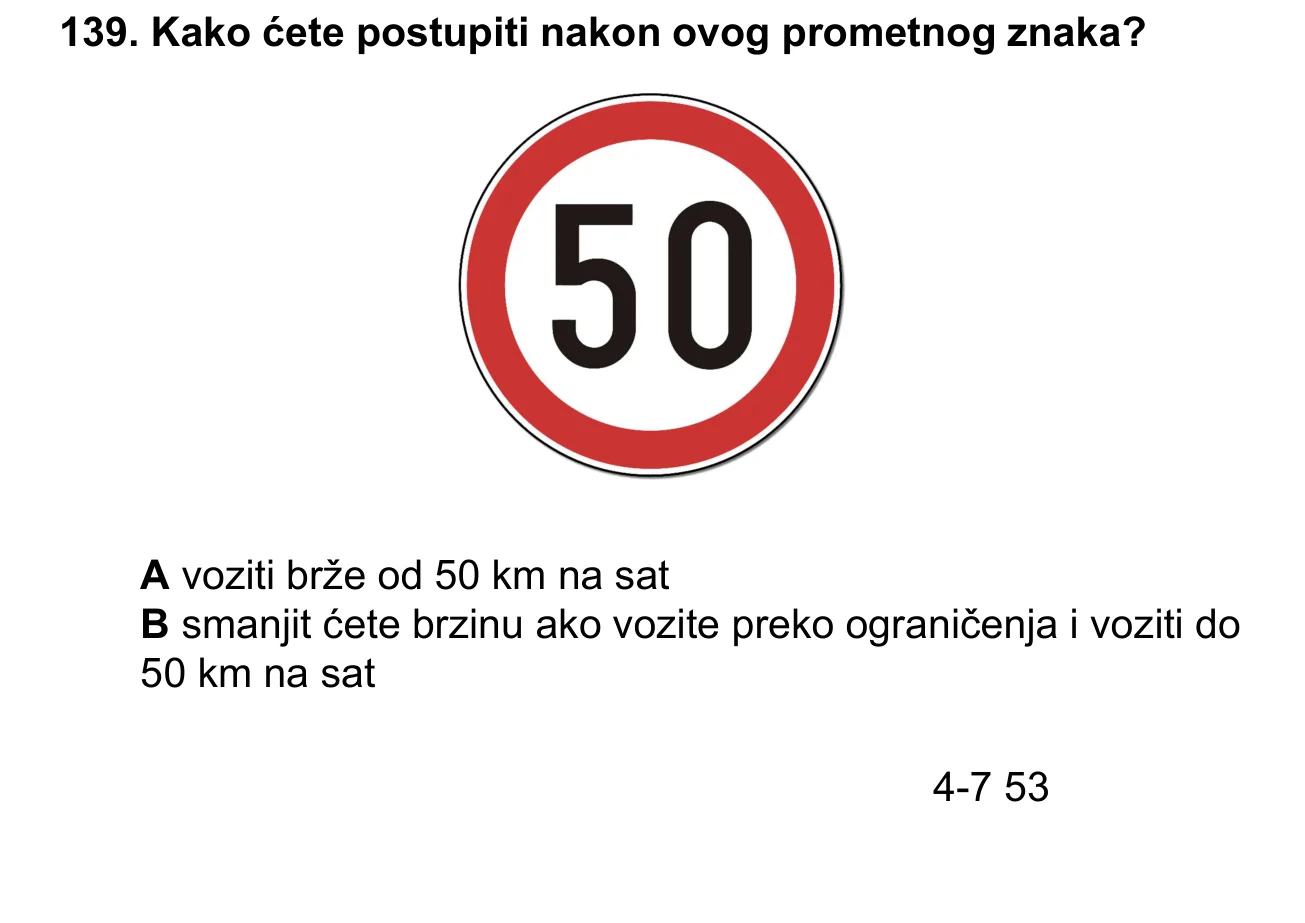 139. Kako ćete postupiti nakon ovog prometnog znaka?
50
A voziti brže od 50 km na sat
B smanjit ćete brzinu ako vozite preko ograničenja i voziti do
50 km na sat
4-7 53